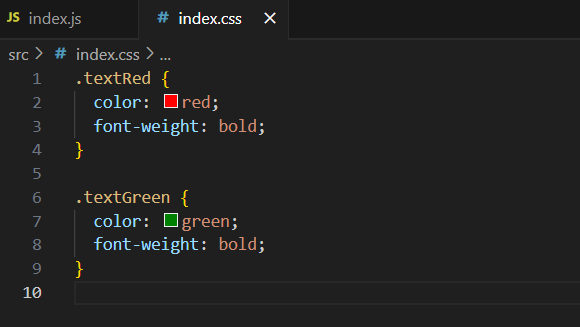 JS index.js # index.css ×
src > # index.css > ...
1 .textRed {
2   color: red;
3   font-weight: bold;
4 }
5
6 .textGreen {
7   color: green;
8   font-weight: bold;
9 }
10